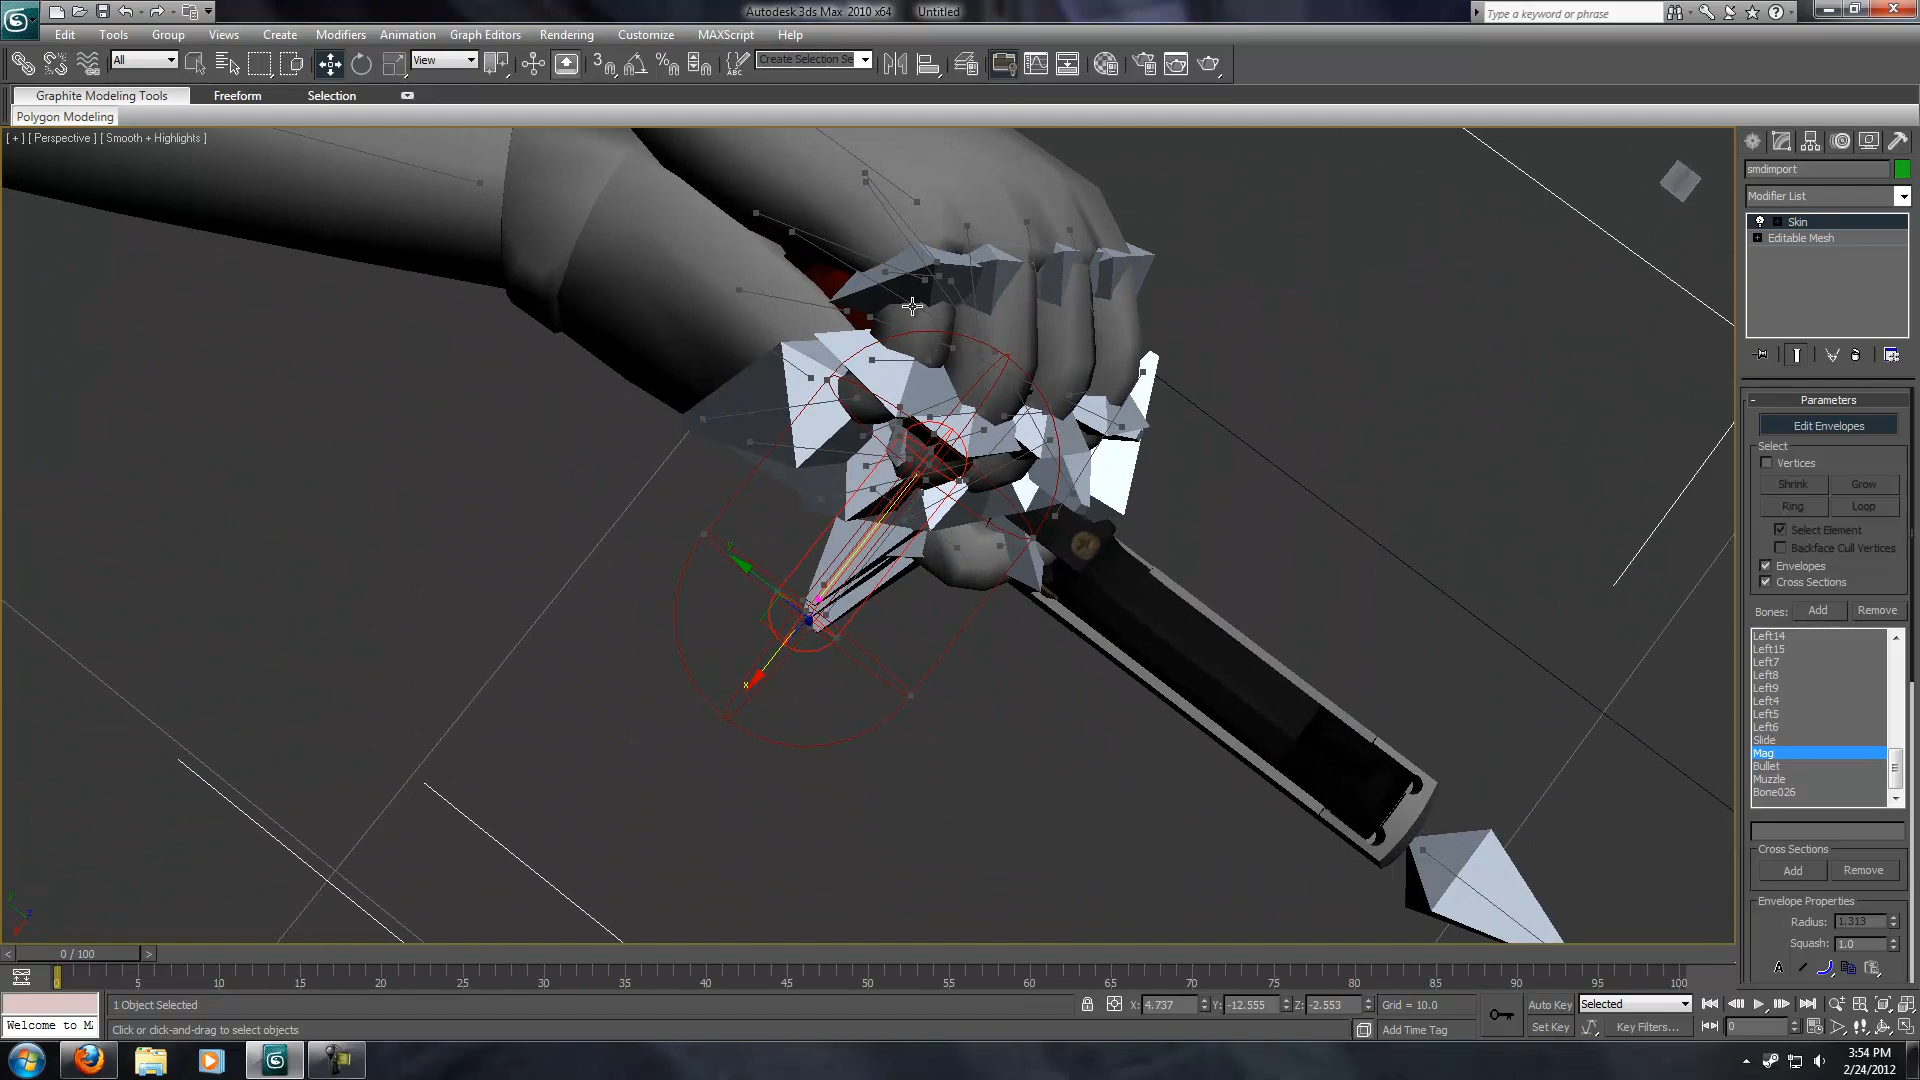 Autodesk 3ds Max 2010 x64 Untitled
Type a keyword or phrase
Edit Tools Group Views Create Modifiers Animation Graph Editors Rendering Customize MAXScript Help
All View Create Selection Se
Graphite Modeling Tools Freeform Selection
Polygon Modeling
[ + ] [ Perspective ] [ Smooth + Highlights ]
smdimport
Modifier List
Skin
Editable Mesh
Parameters
Edit Envelopes
Select
Vertices
Shrink Grow
Ring Loop
Select Element
Backface Cull Vertices
Envelopes
Cross Sections
Bones: Add Remove
Left14
Left15
Left7
Left8
Left9
Left4
Left5
Left6
Slide
Mag
Bullet
Muzzle
Bone026
Cross Sections
Add Remove
Envelope Properties
Radius: 1.313
Squash: 1.0
y
x
0 / 100
0 5 10 15 20 25 30 35 40 45 50 55 60 65 70 75 80 85 90 95 100
1 Object Selected X: 4.737 Y: -12.555 Z: -2.553 Grid = 10.0 Auto Key Selected
Welcome to M Click or click-and-drag to select objects Add Time Tag Set Key Key Filters... 0
3:54 PM
2/24/2012